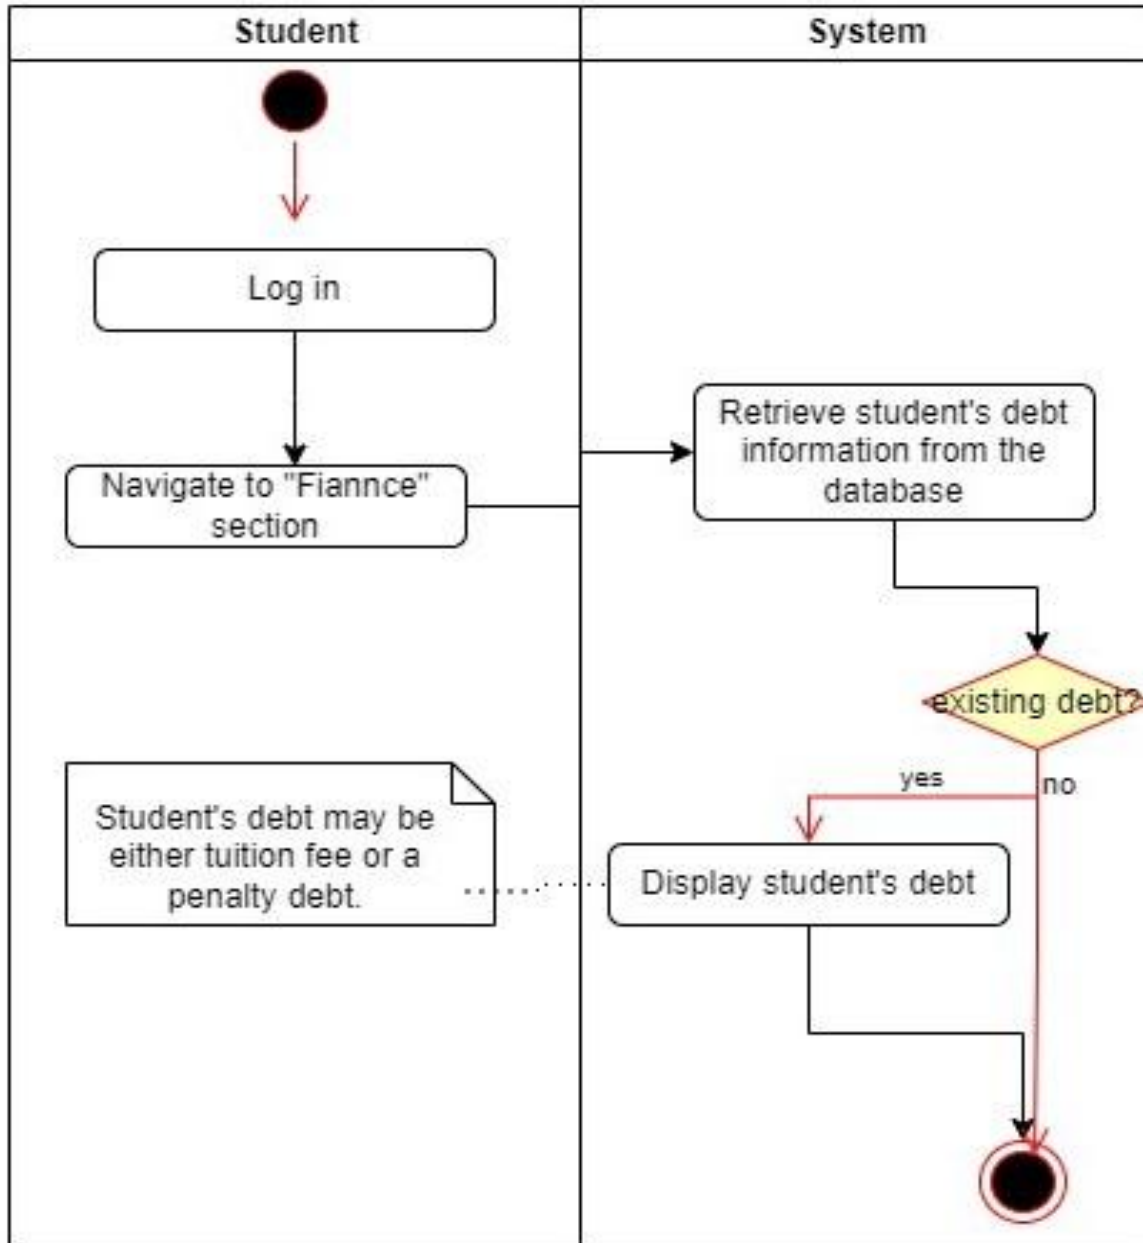 Student
System
Log in
Navigate to "Fiannce"
section
Retrieve student's debt
information from the
database
existing debt?
yes
no
Student's debt may be
either tuition fee or a
penalty debt.
Display student's debt